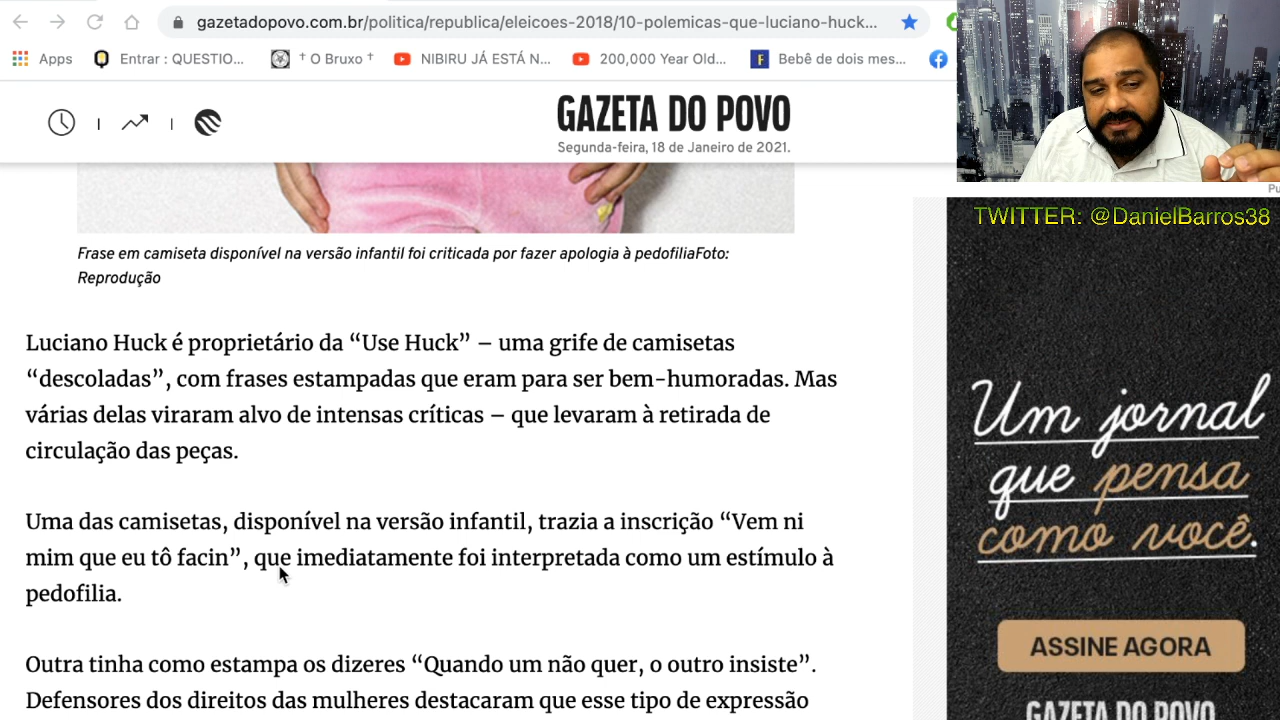 gazetadopovo.com.br/politica/republica/eleicoes-2018/10-polemicas-que-luciano-huck...
Apps Entrar : QUESTIO... † O Bruxo † NIBIRU JÁ ESTÁ N... 200,000 Year Old... Bebê de dois mes...
GAZETA DO POVO
Segunda-feira, 18 de Janeiro de 2021.
Pu
TWITTER: @DanielBarros38
Frase em camiseta disponível na versão infantil foi criticada por fazer apologia à pedofiliaFoto:
Reprodução
Luciano Huck é proprietário da “Use Huck” – uma grife de camisetas
“descoladas”, com frases estampadas que eram para ser bem-humoradas. Mas
várias delas viraram alvo de intensas críticas – que levaram à retirada de
circulação das peças.
Uma das camisetas, disponível na versão infantil, trazia a inscrição “Vem ni
mim que eu tô facin”, que imediatamente foi interpretada como um estímulo à
pedofilia.
Outra tinha como estampa os dizeres “Quando um não quer, o outro insiste”.
Defensores dos direitos das mulheres destacaram que esse tipo de expressão
Um jornal
que pensa
como você.
ASSINE AGORA
GAZETA DO POVO